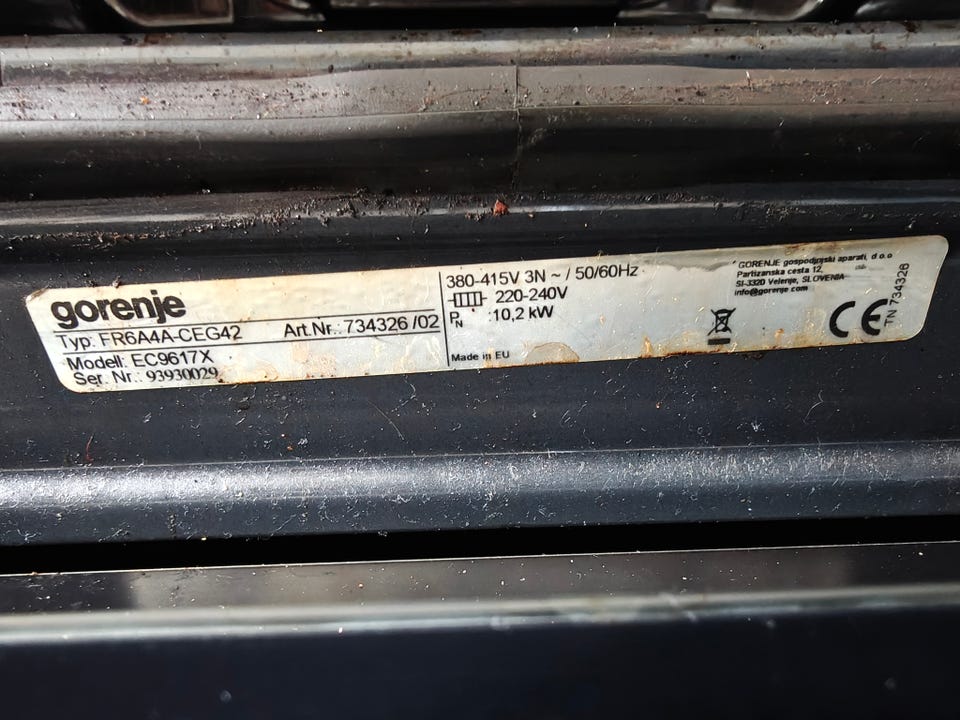 gorenje
Typ: FR6A4A-CEG42 Art.Nr.:734326 /02
Modell: EC9617X
Ser. Nr.: 93930029
380-415V 3N ~ / 50/60Hz
220-240V
PN :10,2 kW
Made in EU
GORENJE gospodinjski aparati, d.o.o
Partizanska cesta 12,
SI-3320 Velenje, SLOVENIA
info@gorenje.com
CE
TN 734326